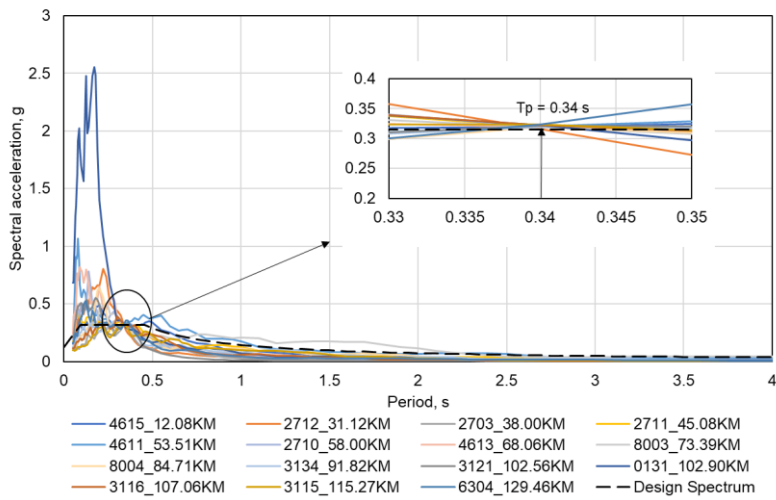 3
2.5
2
1.5
1
0.5
0
Spectral acceleration, g
0.4
0.35
0.3
0.25
0.2
Tp = 0.34 s
0.33 0.335 0.34 0.345 0.35
0 0.5 1 1.5 2 2.5 3 3.5 4
Period, s
4615_12.08KM 2712_31.12KM 2703_38.00KM 2711_45.08KM
4611_53.51KM 2710_58.00KM 4613_68.06KM 8003_73.39KM
8004_84.71KM 3134_91.82KM 3121_102.56KM 0131_102.90KM
3116_107.06KM 3115_115.27KM 6304_129.46KM Design Spectrum